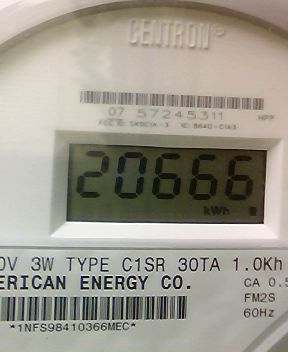 CENTRON®
07 57245311
HPP
20666
kWh
0V 3W TYPE C1SR 30TA 1.0Kh
ERICAN ENERGY CO.
CA 0.5
FM2S
60Hz
*1NFS98410366MEC*